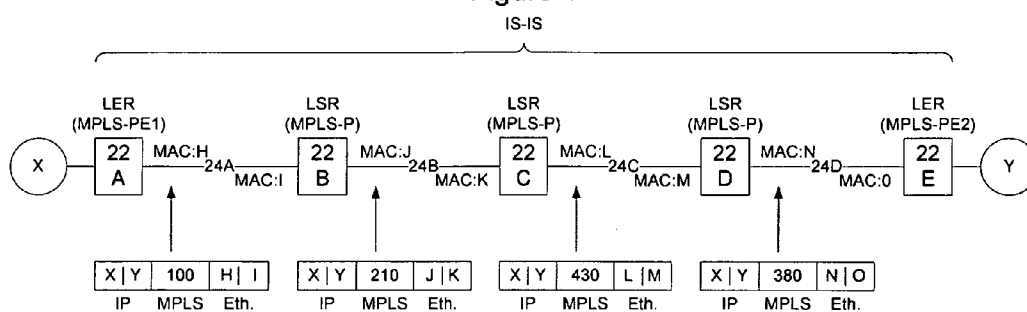 IS-IS
LER LSR LSR LSR LER
(MPLS-PE1) (MPLS-P) (MPLS-P) (MPLS-P) (MPLS-PE2)
X 22 MAC:H 22 MAC:J 22 MAC:L 22 MAC:N 22 Y
A 24A B 24B C 24C D 24D E
MAC:I MAC:K MAC:M MAC:0
X|Y 100 H|I X|Y 210 J|K X|Y 430 L|M X|Y 380 N|O
IP MPLS Eth. IP MPLS Eth. IP MPLS Eth. IP MPLS Eth.